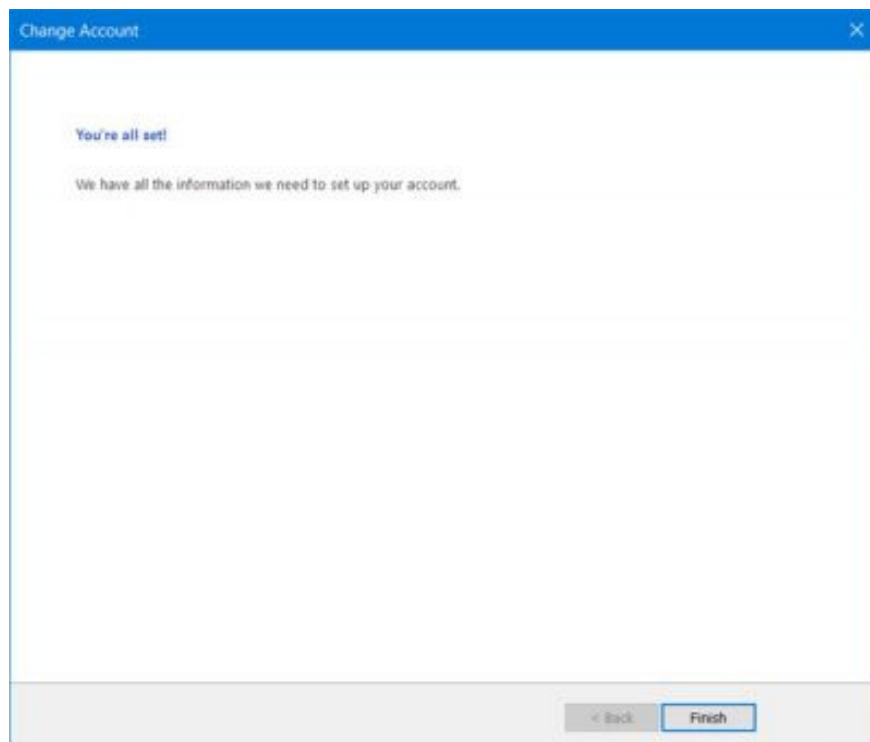 Change Account
You're all set!
We have all the information we need to set up your account.
< Back
Finish